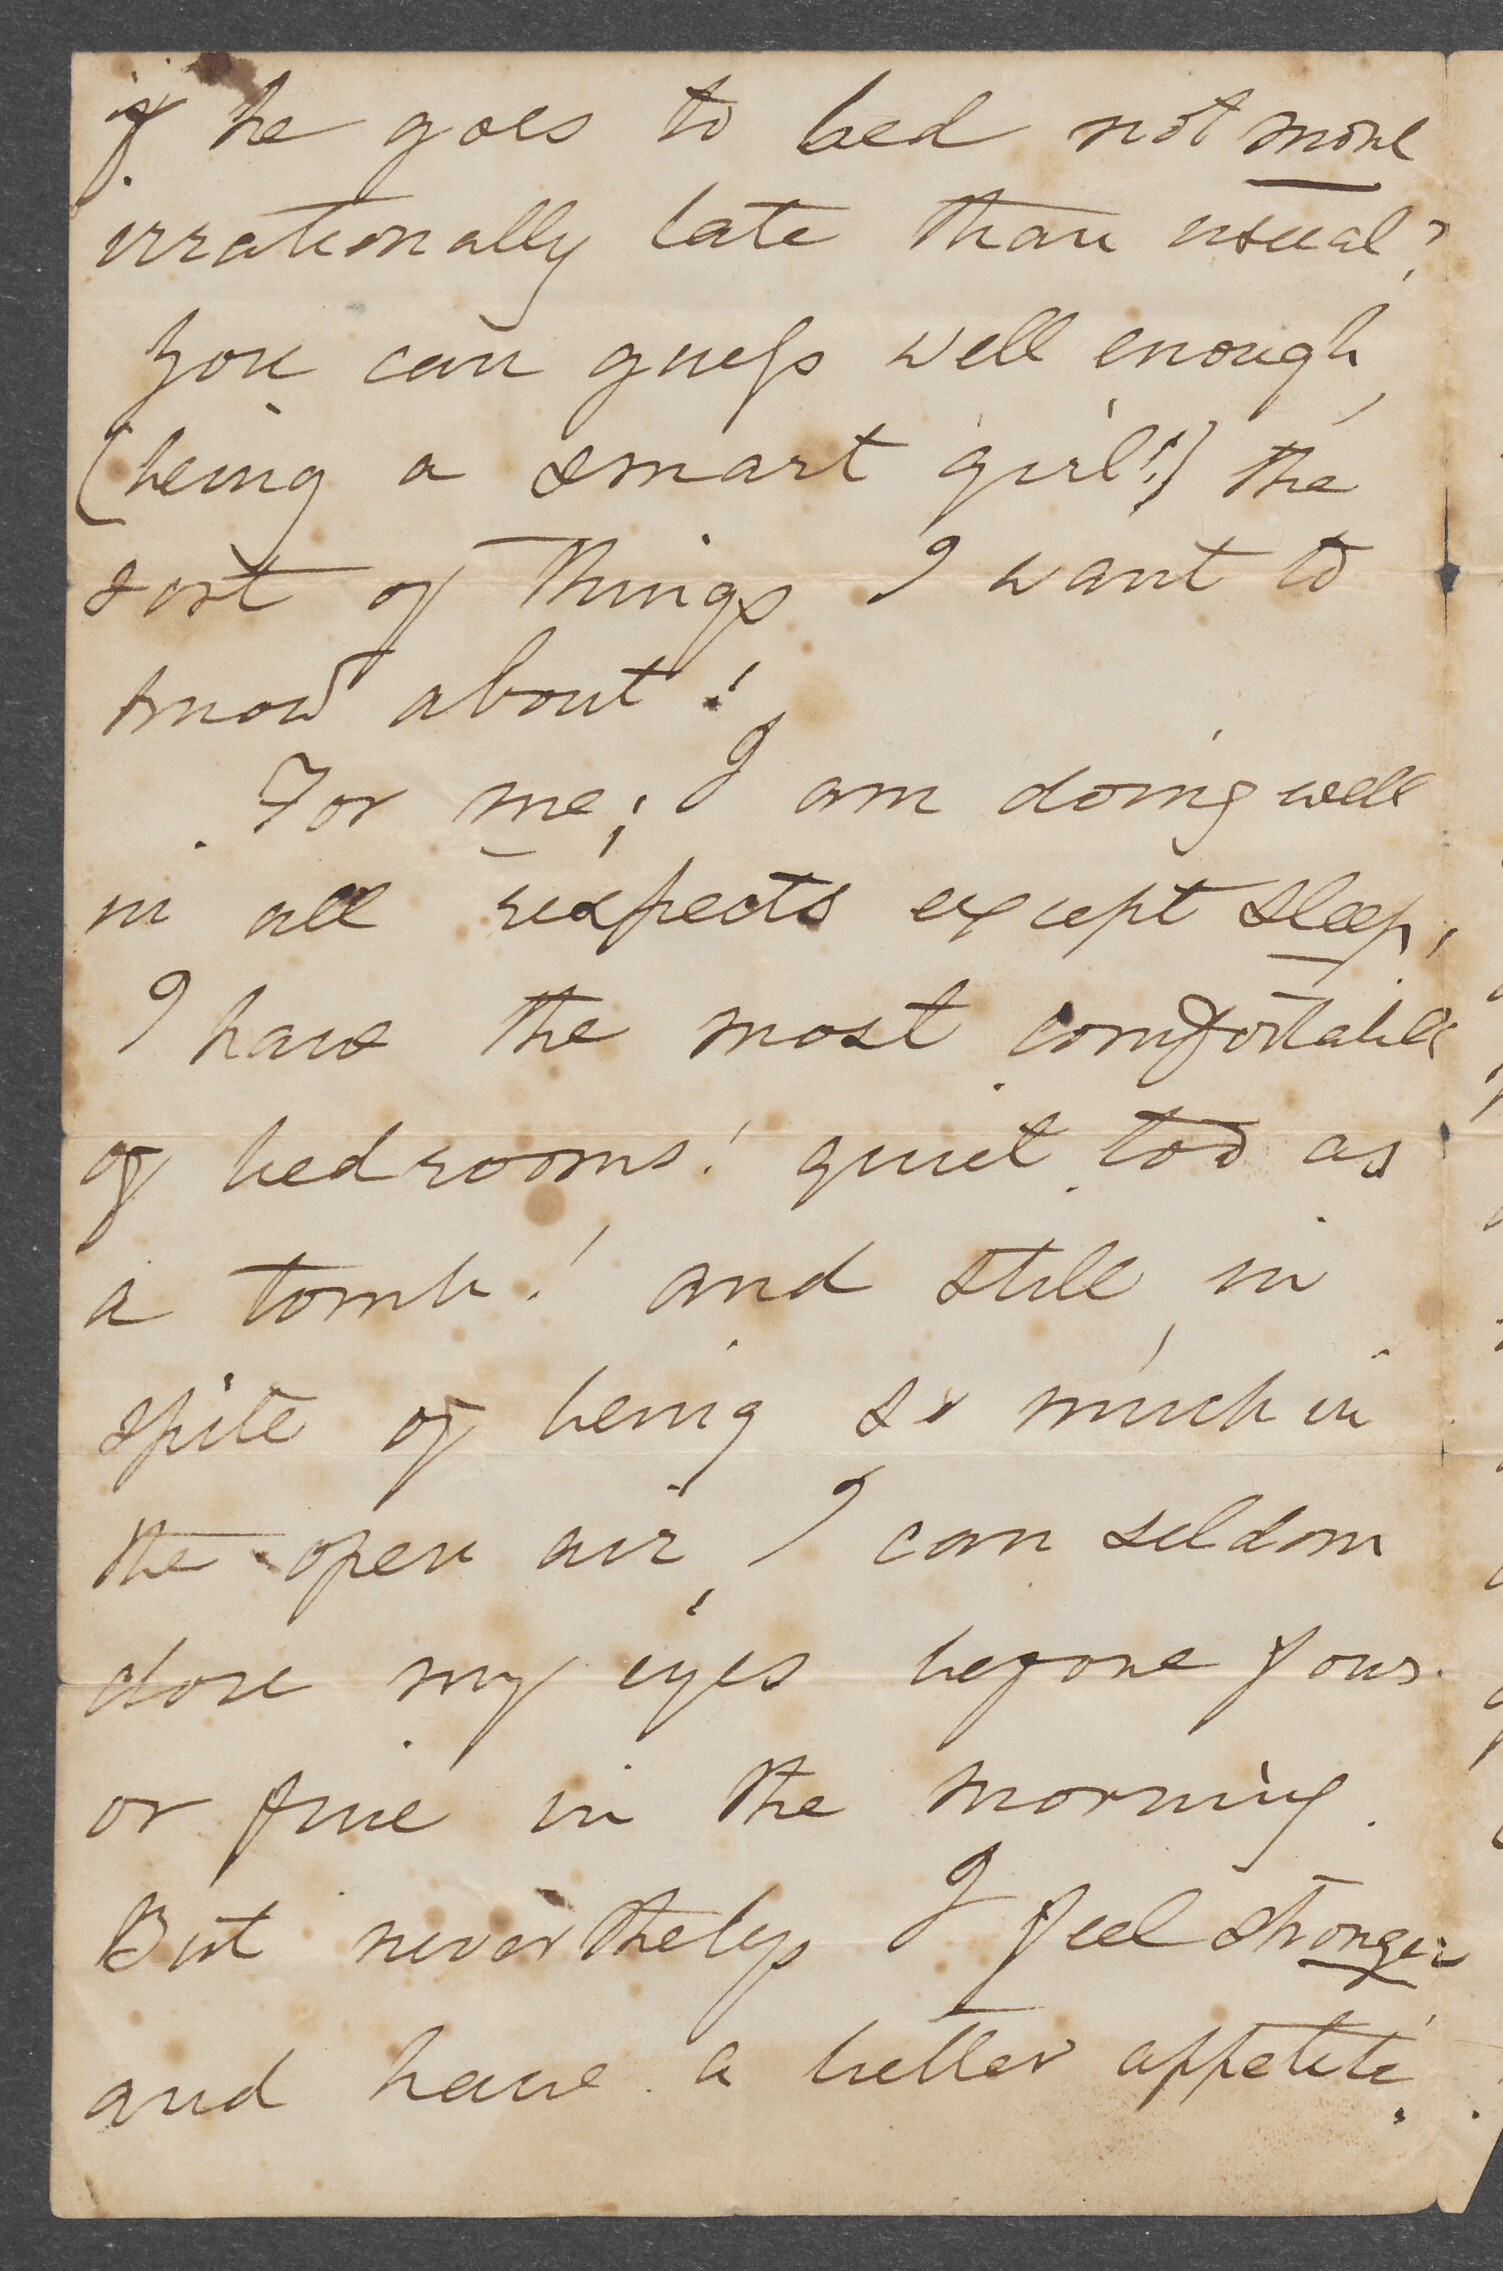 if he goes to bed not more
irrationally late than usual?
You can guess well enough,
(being a smart girl!) the
sort of things I want to
know about!
For me; I am doing well
in all respects except sleep.
I have the most comfortable
of bedrooms! quiet too as
a tomb! and still, in
spite of being so much in
the open air, I can seldom
close my eyes before four
or five in the morning.
But nevertheless I feel stronger
and have a better appetite.